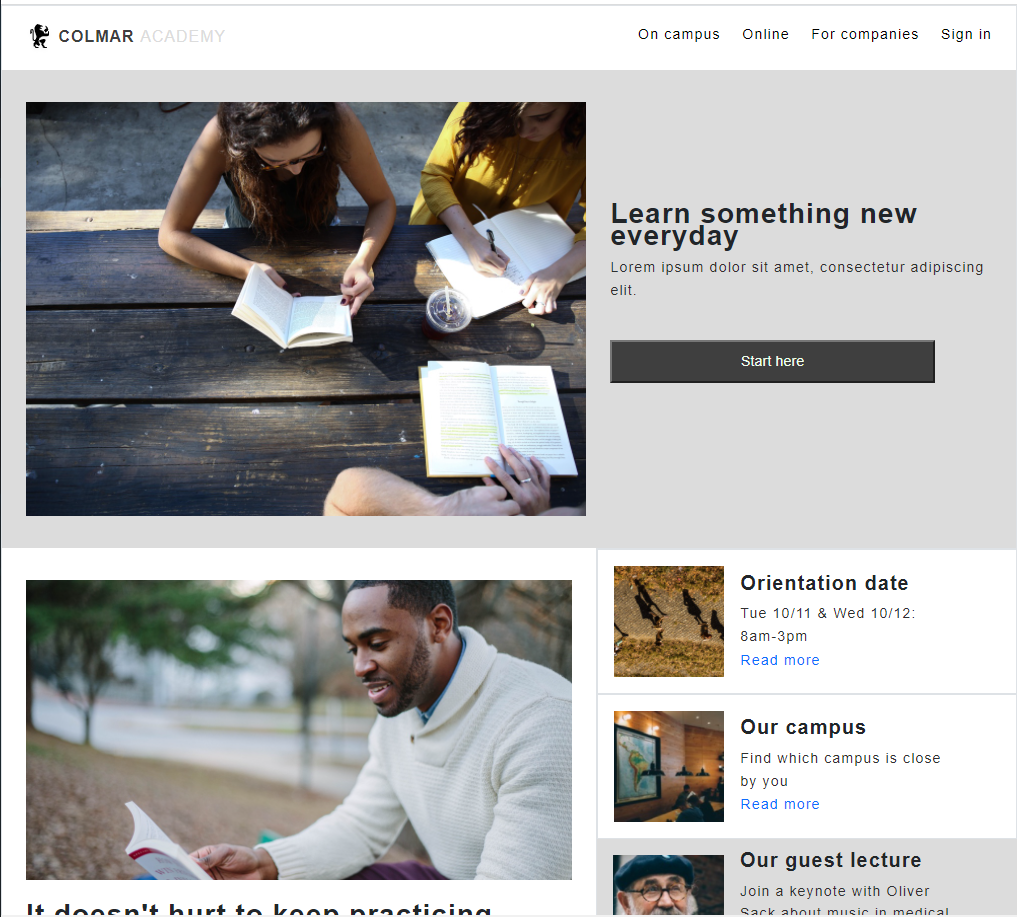 COLMAR ACADEMY
On campus Online For companies Sign in
Learn something new
everyday
Lorem ipsum dolor sit amet, consectetur adipiscing
elit.
Start here
Orientation date
Tue 10/11 & Wed 10/12:
8am-3pm
Read more
Our campus
Find which campus is close
by you
Read more
Our guest lecture
Join a keynote with Oliver
Sack about music in medical
It doesn't hurt to keep practicing